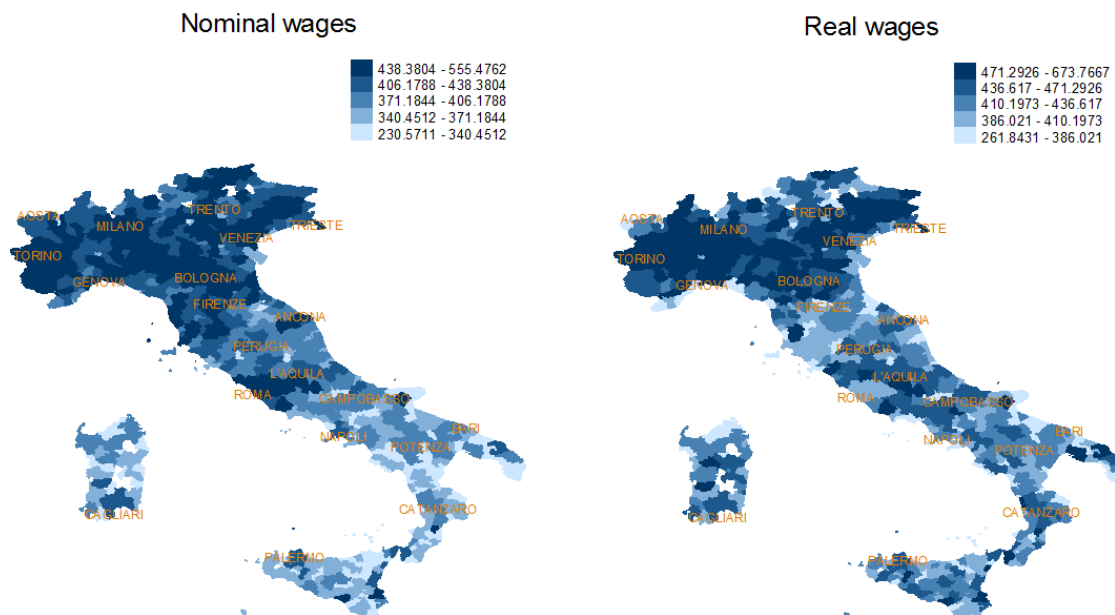 Nominal wages
438.3804 - 555.4762
406.1788 - 438.3804
371.1844 - 406.1788
340.4512 - 371.1844
230.5711 - 340.4512
AOSTA
TRENTO
MILANO
TRIESTE
VENEZIA
TORINO
GENOVA
BOLOGNA
FIRENZE
ANCONA
PERUGIA
L'AQUILA
ROMA
CAMPOBASSO
NAPOLI
BARI
POTENZA
CATANZARO
CAGLIARI
PALERMO
Real wages
471.2926 - 673.7667
436.617 - 471.2926
410.1973 - 436.617
386.021 - 410.1973
261.8431 - 386.021
AOSTA
TRENTO
MILANO
TRIESTE
VENEZIA
TORINO
GENOVA
BOLOGNA
FIRENZE
ANCONA
PERUGIA
L'AQUILA
ROMA
CAMPOBASSO
NAPOLI
BARI
POTENZA
CATANZARO
CAGLIARI
PALERMO